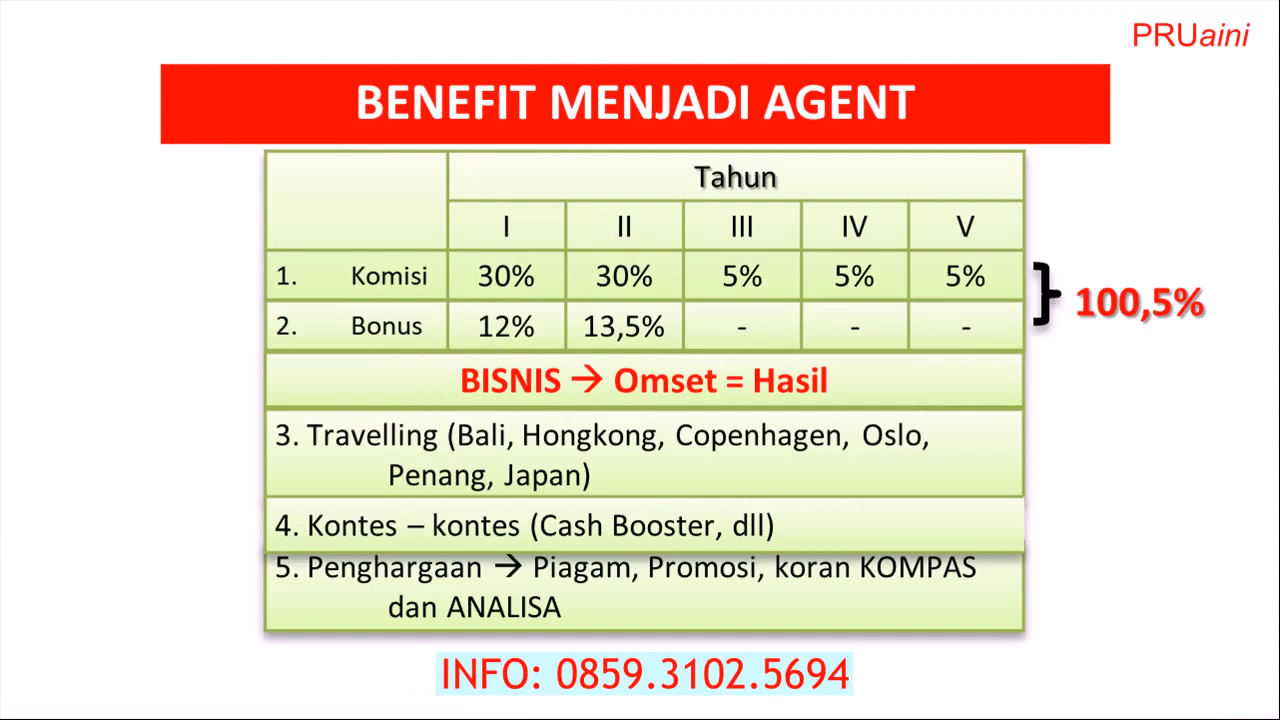 PRUaini
BENEFIT MENJADI AGENT
Tahun
I II III IV V
1. Komisi 30% 30% 5% 5% 5%
2. Bonus 12% 13,5% - - -
} 100,5%
BISNIS → Omset = Hasil
3. Travelling (Bali, Hongkong, Copenhagen, Oslo,
Penang, Japan)
4. Kontes – kontes (Cash Booster, dll)
5. Penghargaan → Piagam, Promosi, koran KOMPAS
dan ANALISA
INFO: 0859.3102.5694